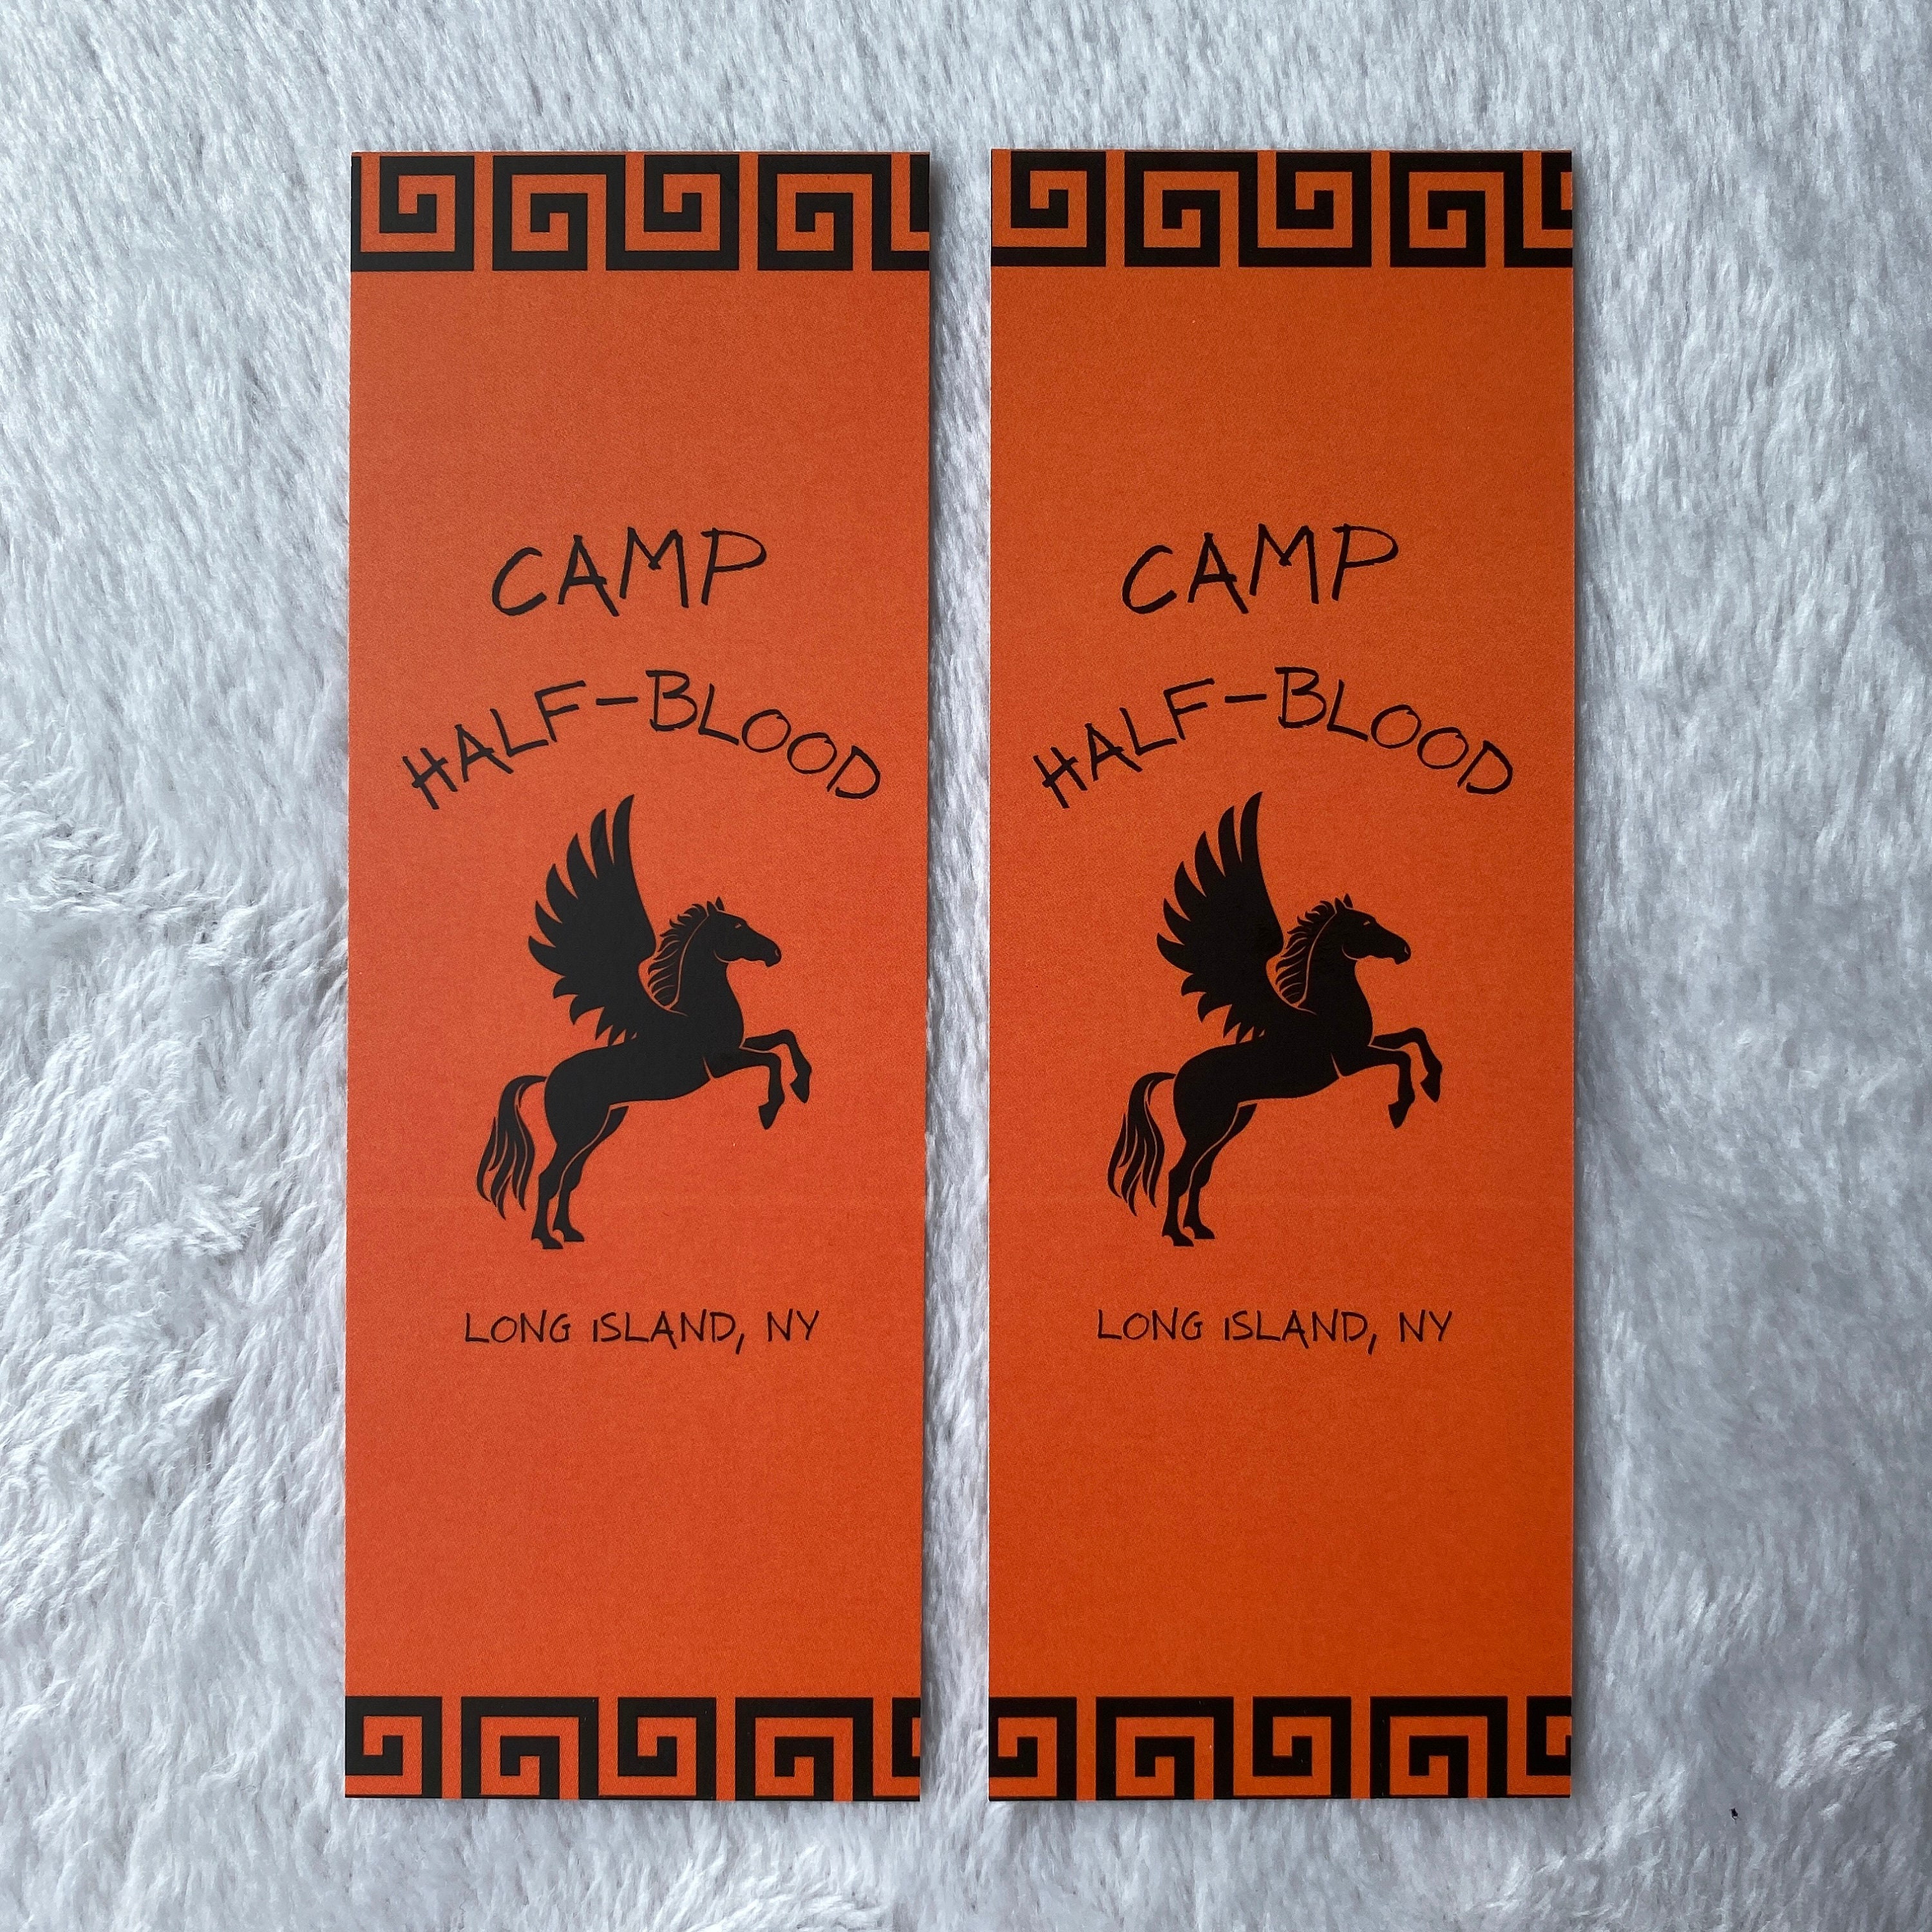 CAMP
HALF-BLOOD
LONG ISLAND, NY
CAMP
HALF-BLOOD
LONG ISLAND, NY